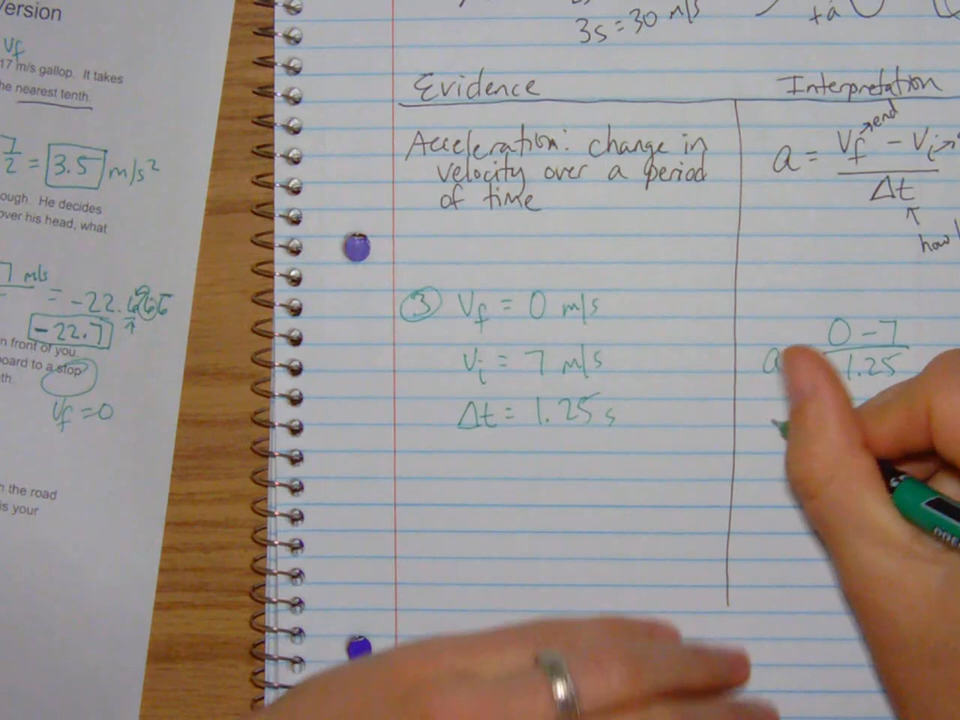 ersion
Vf
17 m/s gallop. It takes
he nearest tenth.
7
2 = 3.5 m/s²
ough. He decides
over his head, what
7 m/s
= -22.6
-22.7
n front of you.
oard to a stop
th.
Vf = 0
n the road
is your
3s = 30 m/s
+a
Evidence
Interpretation
Acceleration: change in
velocity over a period
of time
a = Vf - Vi
end
Δt
how
③ Vf = 0 m/s
Vi = 7 m/s
Δt = 1.25 s
0 - 7
a 1.25